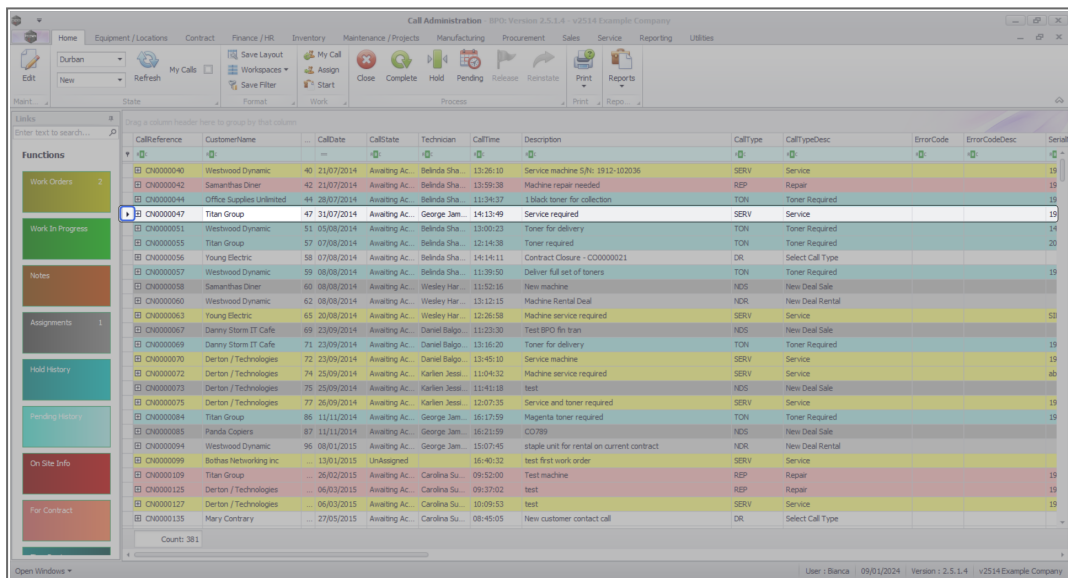 Call Administration - BPO: Version 2.5.1.4 - v2514 Example Company
Home Equipment / Locations Contract Finance / HR Inventory Maintenance / Projects Manufacturing Procurement Sales Service Reporting Utilities
Edit Durban New Refresh My Calls Save Layout Workspaces Save Filter My Call Assign Start Close Complete Hold Pending Release Reinstate Print Reports
Maint... State Format Work Process Print Repo...
Links
Enter text to search...
Functions
Work Orders 2
Work In Progress
Notes
Assignments 1
Hold History
Pending History
On Site Info
For Contract
Drag a column header here to group by that column
CallReference CustomerName ... CallDate CallState Technician CallTime Description CallType CallTypeDesc ErrorCode ErrorCodeDesc Serial
CN0000040 Westwood Dynamic 40 21/07/2014 Awaiting Ac... Belinda Sha... 13:26:10 Service machine S/N: 1912-102036 SERV Service 19
CN0000042 Samanthas Diner 42 21/07/2014 Awaiting Ac... Belinda Sha... 13:59:38 Machine repair needed REP Repair 19
CN0000044 Office Supplies Unlimited 44 28/07/2014 Awaiting Ac... Belinda Sha... 11:34:37 1 black toner for collection TON Toner Required 19
CN0000047 Titan Group 47 31/07/2014 Awaiting Ac... George Jam... 14:13:49 Service required SERV Service 19
CN0000051 Westwood Dynamic 51 05/08/2014 Awaiting Ac... Belinda Sha... 13:00:23 Toner for delivery TON Toner Required 14
CN0000055 Titan Group 57 07/08/2014 Awaiting Ac... Belinda Sha... 12:14:38 Toner required TON Toner Required 20
CN0000056 Young Electric 58 07/08/2014 Awaiting Ac... Belinda Sha... 14:14:11 Contract Closure - CO0000021 DR Select Call Type
CN0000057 Westwood Dynamic 59 08/08/2014 Awaiting Ac... Belinda Sha... 11:39:50 Deliver full set of toners TON Toner Required 19
CN0000058 Samanthas Diner 60 08/08/2014 Awaiting Ac... Wesley Har... 11:52:16 New machine NDS New Deal Sale
CN0000060 Westwood Dynamic 62 08/08/2014 Awaiting Ac... Wesley Har... 13:12:15 Machine Rental Deal NDR New Deal Rental
CN0000063 Young Electric 65 20/08/2014 Awaiting Ac... Wesley Har... 12:26:58 Machine service required SERV Service
CN0000067 Danny Storm IT Cafe 69 23/09/2014 Awaiting Ac... Daniel Balgo... 11:23:30 Test BPO fin tran NDS New Deal Sale
CN0000069 Danny Storm IT Cafe 71 23/09/2014 Awaiting Ac... Daniel Balgo... 13:16:20 Toner for delivery TON Toner Required 19
CN0000070 Derton / Technologies 72 23/09/2014 Awaiting Ac... Daniel Balgo... 13:45:10 Service machine SERV Service 19
CN0000072 Derton / Technologies 74 25/09/2014 Awaiting Ac... Karlien Jessi... 11:04:32 Machine service required SERV Service ab
CN0000073 Derton / Technologies 75 25/09/2014 Awaiting Ac... Karlien Jessi... 11:41:18 test NDS New Deal Sale
CN0000075 Derton / Technologies 77 26/09/2014 Awaiting Ac... Karlien Jessi... 12:07:35 Service and toner required SERV Service 19
CN0000084 Titan Group 86 11/11/2014 Awaiting Ac... George Jam... 16:17:59 Magenta toner required TON Toner Required 19
CN0000085 Panda Copiers 87 11/11/2014 Awaiting Ac... George Jam... 16:21:59 CO789 NDS New Deal Sale
CN0000094 Westwood Dynamic 96 08/01/2015 Awaiting Ac... George Jam... 15:07:45 staple unit for rental on current contract NDR New Deal Rental
CN0000099 Bothas Networking inc ... 13/01/2015 UnAssigned 16:40:32 test first work order SERV Service
CN0000109 Titan Group ... 26/02/2015 Awaiting Ac... Carolina Su... 09:52:00 Test machine REP Repair 19
CN0000125 Derton / Technologies ... 06/03/2015 Awaiting Ac... Carolina Su... 09:37:02 test REP Repair 19
CN0000127 Derton / Technologies ... 06/03/2015 Awaiting Ac... Carolina Su... 10:09:53 test SERV Service 19
CN0000135 Mary Contrary ... 27/05/2015 Awaiting Ac... Carolina Su... 08:45:05 New customer contact call DR Select Call Type
Count: 381
Open Windows User : Bianca 09/01/2024 Version : 2.5.1.4 v2514 Example Company